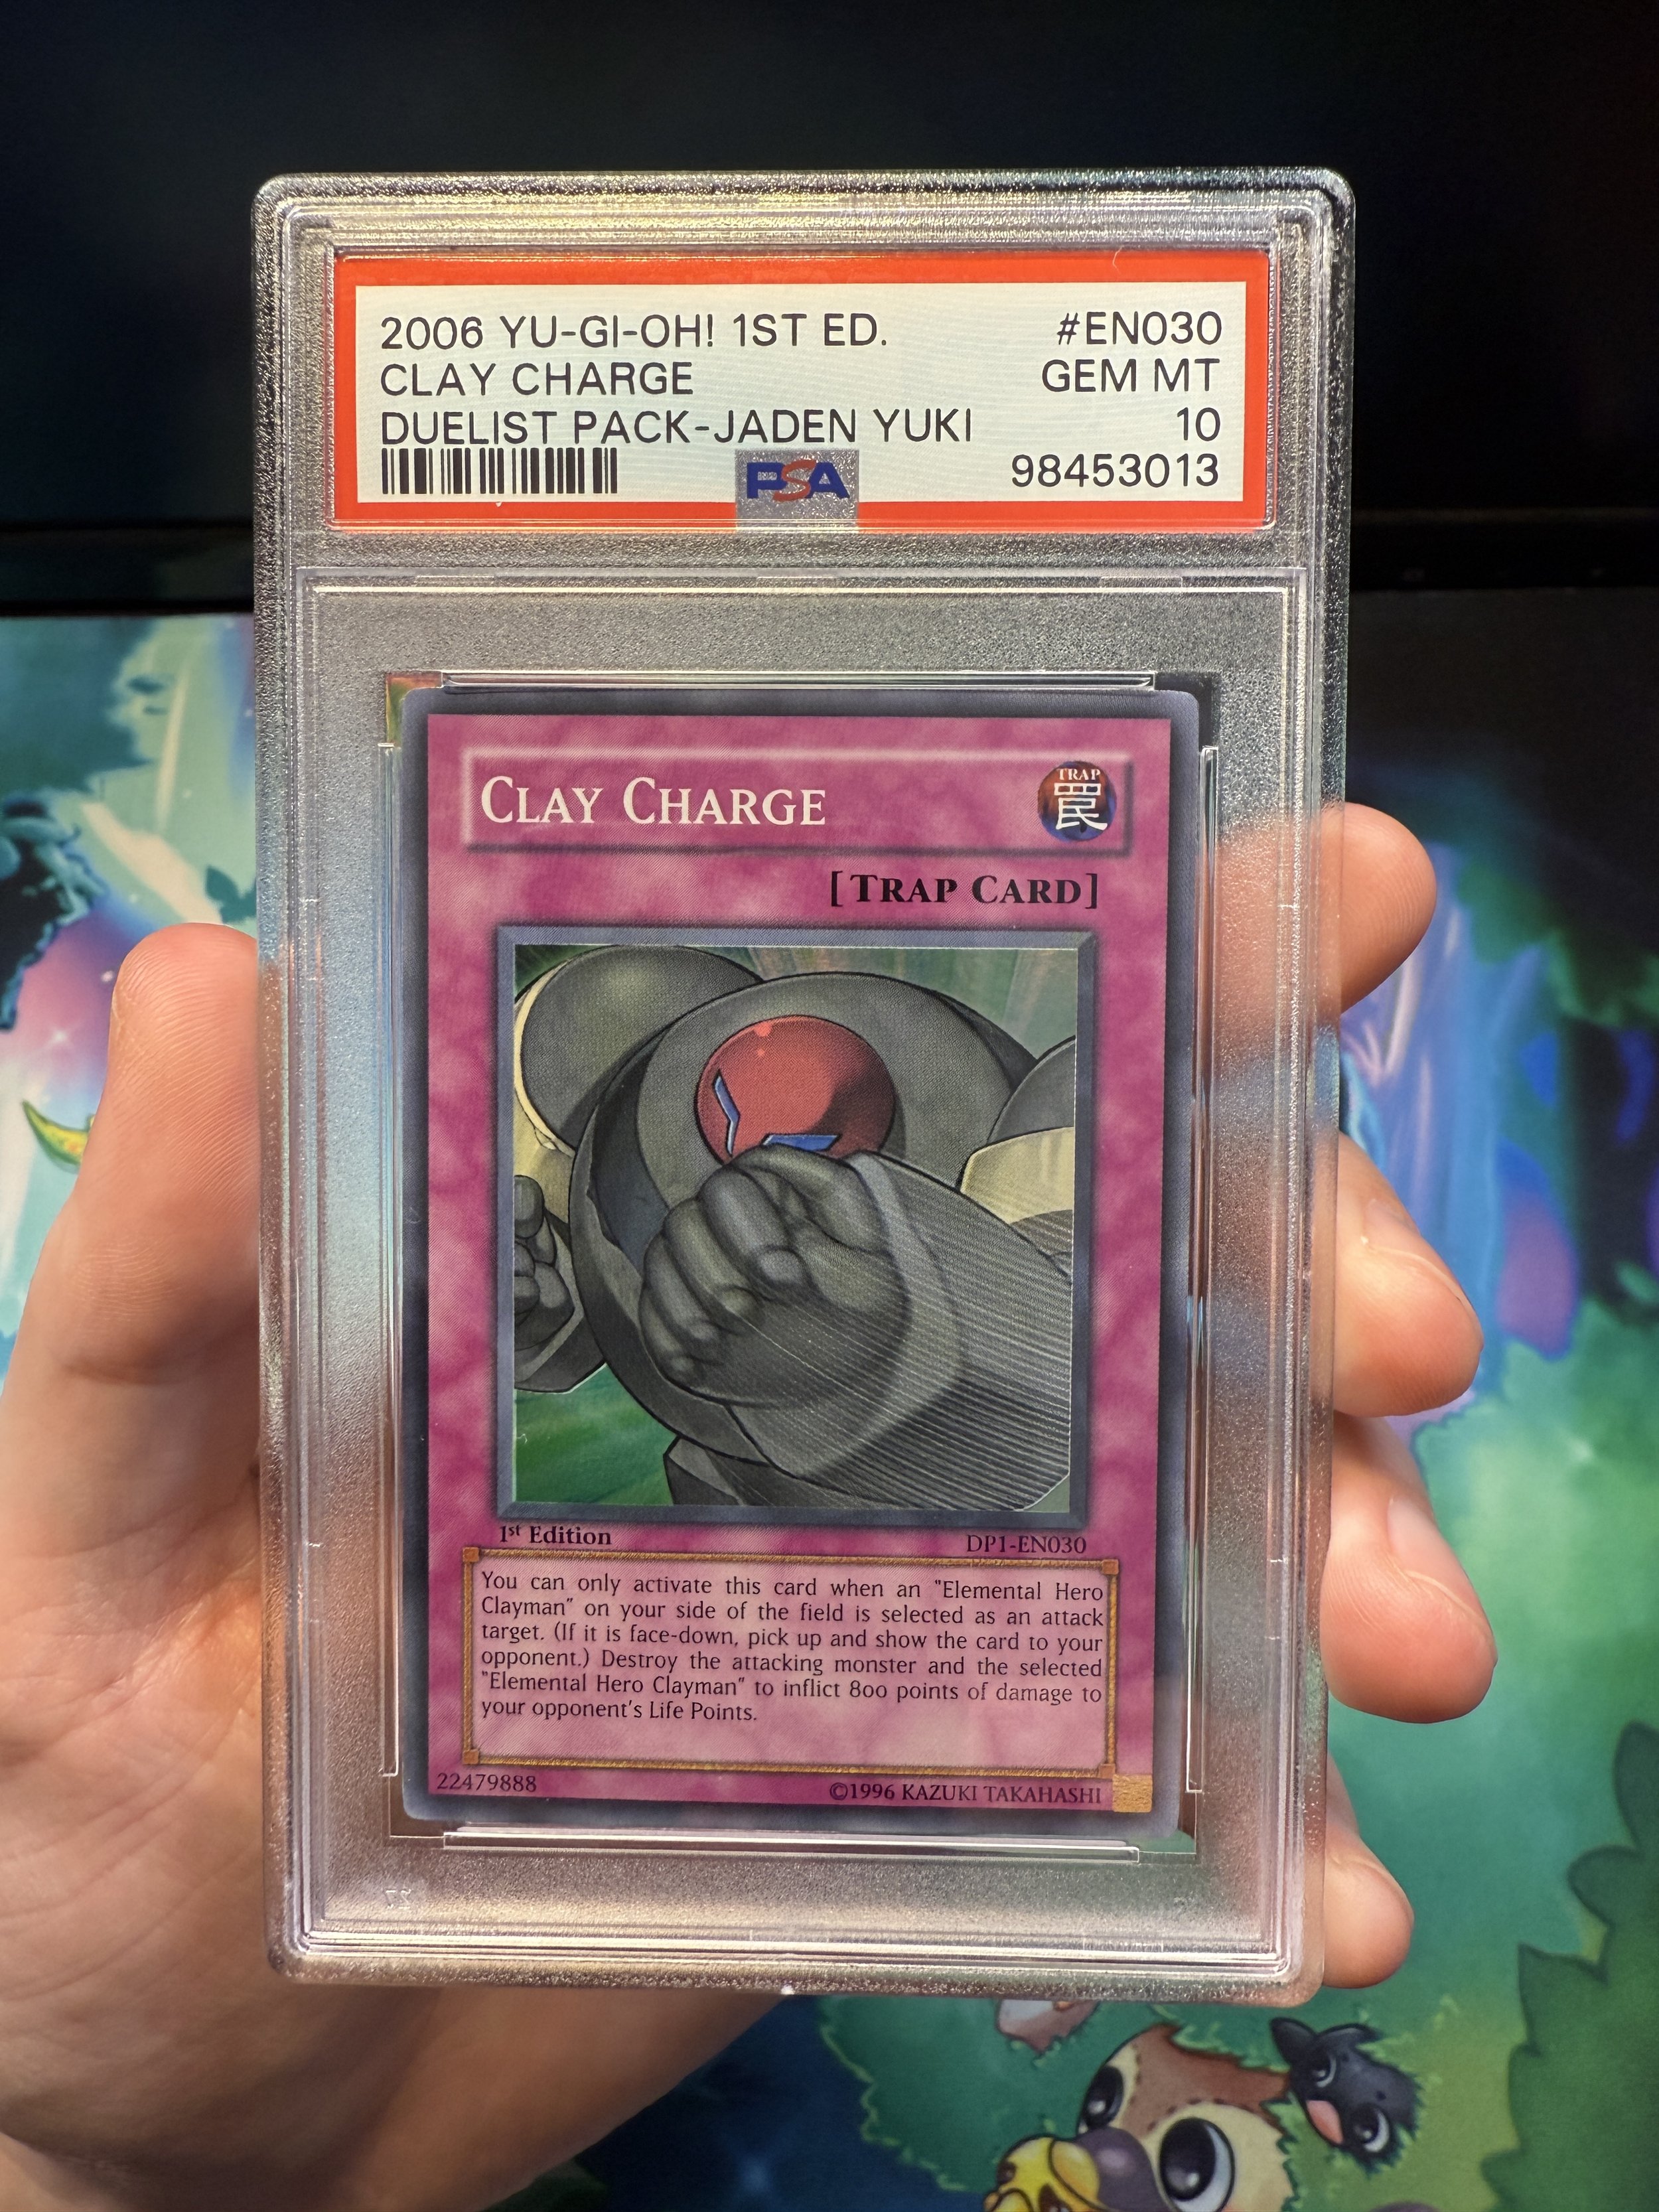 2006 YU-GI-OH! 1ST ED. #EN030
CLAY CHARGE GEM MT
DUELIST PACK-JADEN YUKI 10
PSA 98453013
CLAY CHARGE
TRAP
罠
[TRAP CARD]
1st Edition DP1-EN030
You can only activate this card when an "Elemental Hero
Clayman" on your side of the field is selected as an attack
target. (If it is face-down, pick up and show the card to your
opponent.) Destroy the attacking monster and the selected
"Elemental Hero Clayman" to inflict 800 points of damage to
your opponent's Life Points.
22479888 ©1996 KAZUKI TAKAHASHI